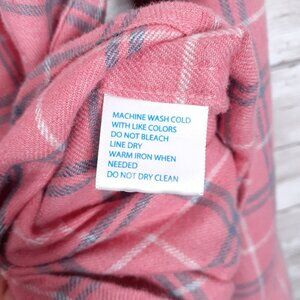 MACHINE WASH COLD
WITH LIKE COLORS
DO NOT BLEACH
LINE DRY
WARM IRON WHEN
NEEDED
DO NOT DRY CLEAN